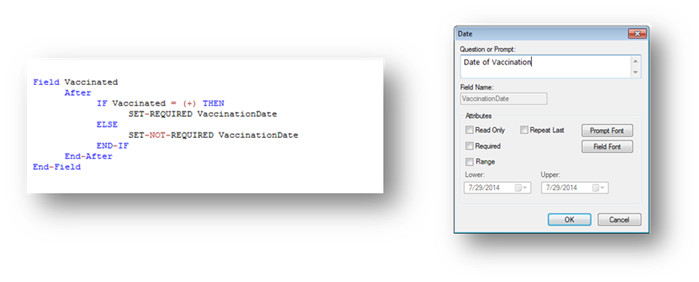 Field Vaccinated
After
IF Vaccinated = (+) THEN
SET-REQUIRED VaccinationDate
ELSE
SET-NOT-REQUIRED VaccinationDate
END-IF
End-After
End-Field
Date
Question or Prompt:
Date of Vaccination
Field Name:
VaccinationDate
Attributes
Read Only Repeat Last Prompt Font
Required Field Font
Range
Lower: Upper:
7/29/2014 7/29/2014
OK Cancel